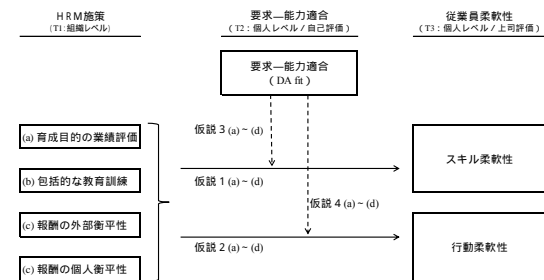 HRM施策
(T1:組織レベル)
要求―能力適合
(T2：個人レベル / 自己評価)
従業員柔軟性
(T3：個人レベル / 上司評価)
要求―能力適合
( DA fit )
(a) 育成目的の業績評価
(b) 包括的な教育訓練
(c) 報酬の外部衡平性
(c) 報酬の個人衡平性
仮説 3 (a) ~ (d)
仮説 1 (a) ~ (d)
仮説 4 (a) ~ (d)
仮説 2 (a) ~ (d)
スキル柔軟性
行動柔軟性